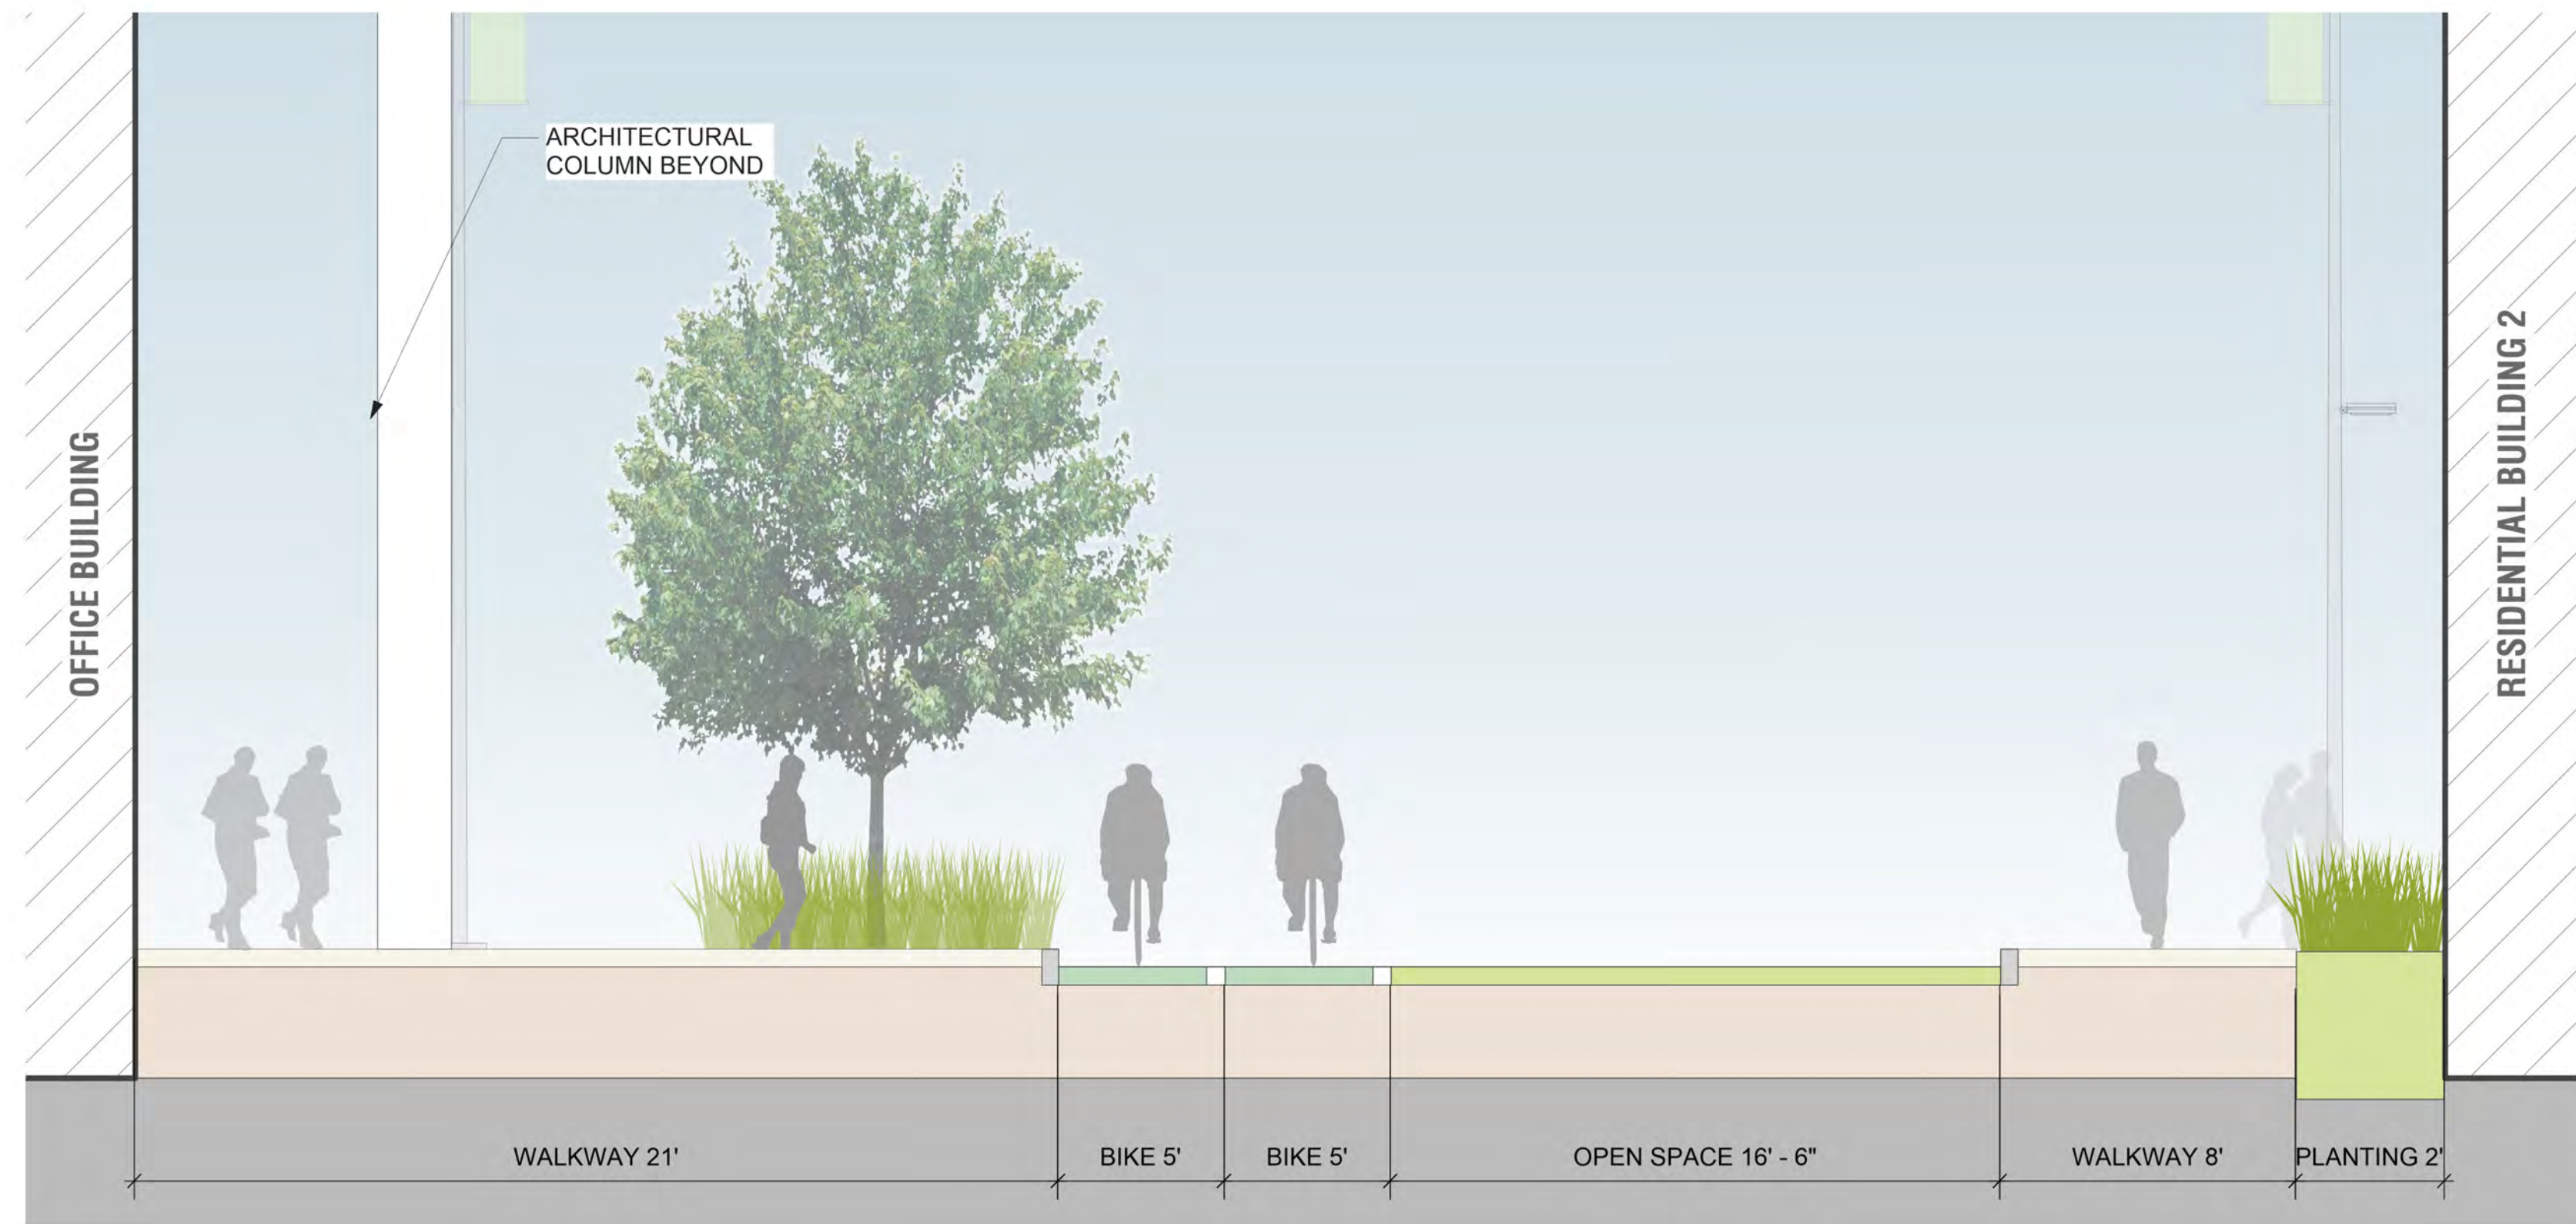 ARCHITECTURAL
COLUMN BEYOND
OFFICE BUILDING
RESIDENTIAL BUILDING 2
WALKWAY 21'
BIKE 5'
BIKE 5'
OPEN SPACE 16' - 6"
WALKWAY 8'
PLANTING 2'